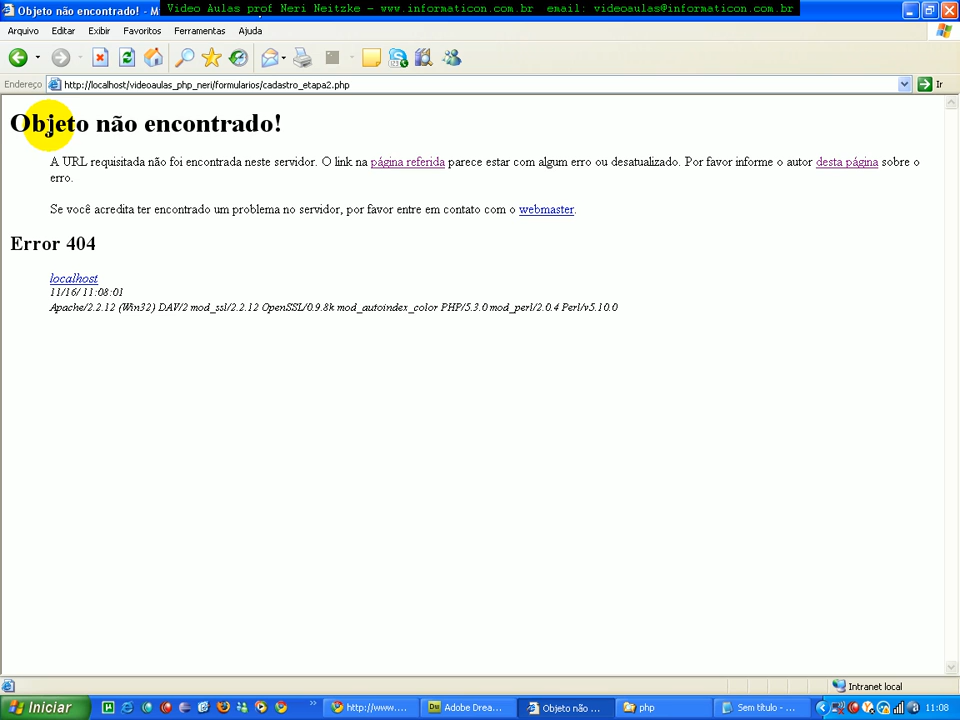 Objeto não encontrado! - M
Video Aulas prof Neri Neitzke - www.informaticon.com.br email: videoaulas@informaticon.com.br
Arquivo Editar Exibir Favoritos Ferramentas Ajuda
Endereço http://localhost/videoaulas_php_neri/formularios/cadastro_etapa2.php Ir
Objeto não encontrado!
A URL requisitada não foi encontrada neste servidor. O link na página referida parece estar com algum erro ou desatualizado. Por favor informe o autor desta página sobre o
erro.
Se você acredita ter encontrado um problema no servidor, por favor entre em contato com o webmaster.
Error 404
localhost
11/16/ 11:08:01
Apache/2.2.12 (Win32) DAV/2 mod_ssl/2.2.12 OpenSSL/0.9.8k mod_autoindex_color PHP/5.3.0 mod_perl/2.0.4 Perl/v5.10.0
Intranet local
Iniciar http://www.... Adobe Drea... Objeto não ... php Sem título - ... 11:08